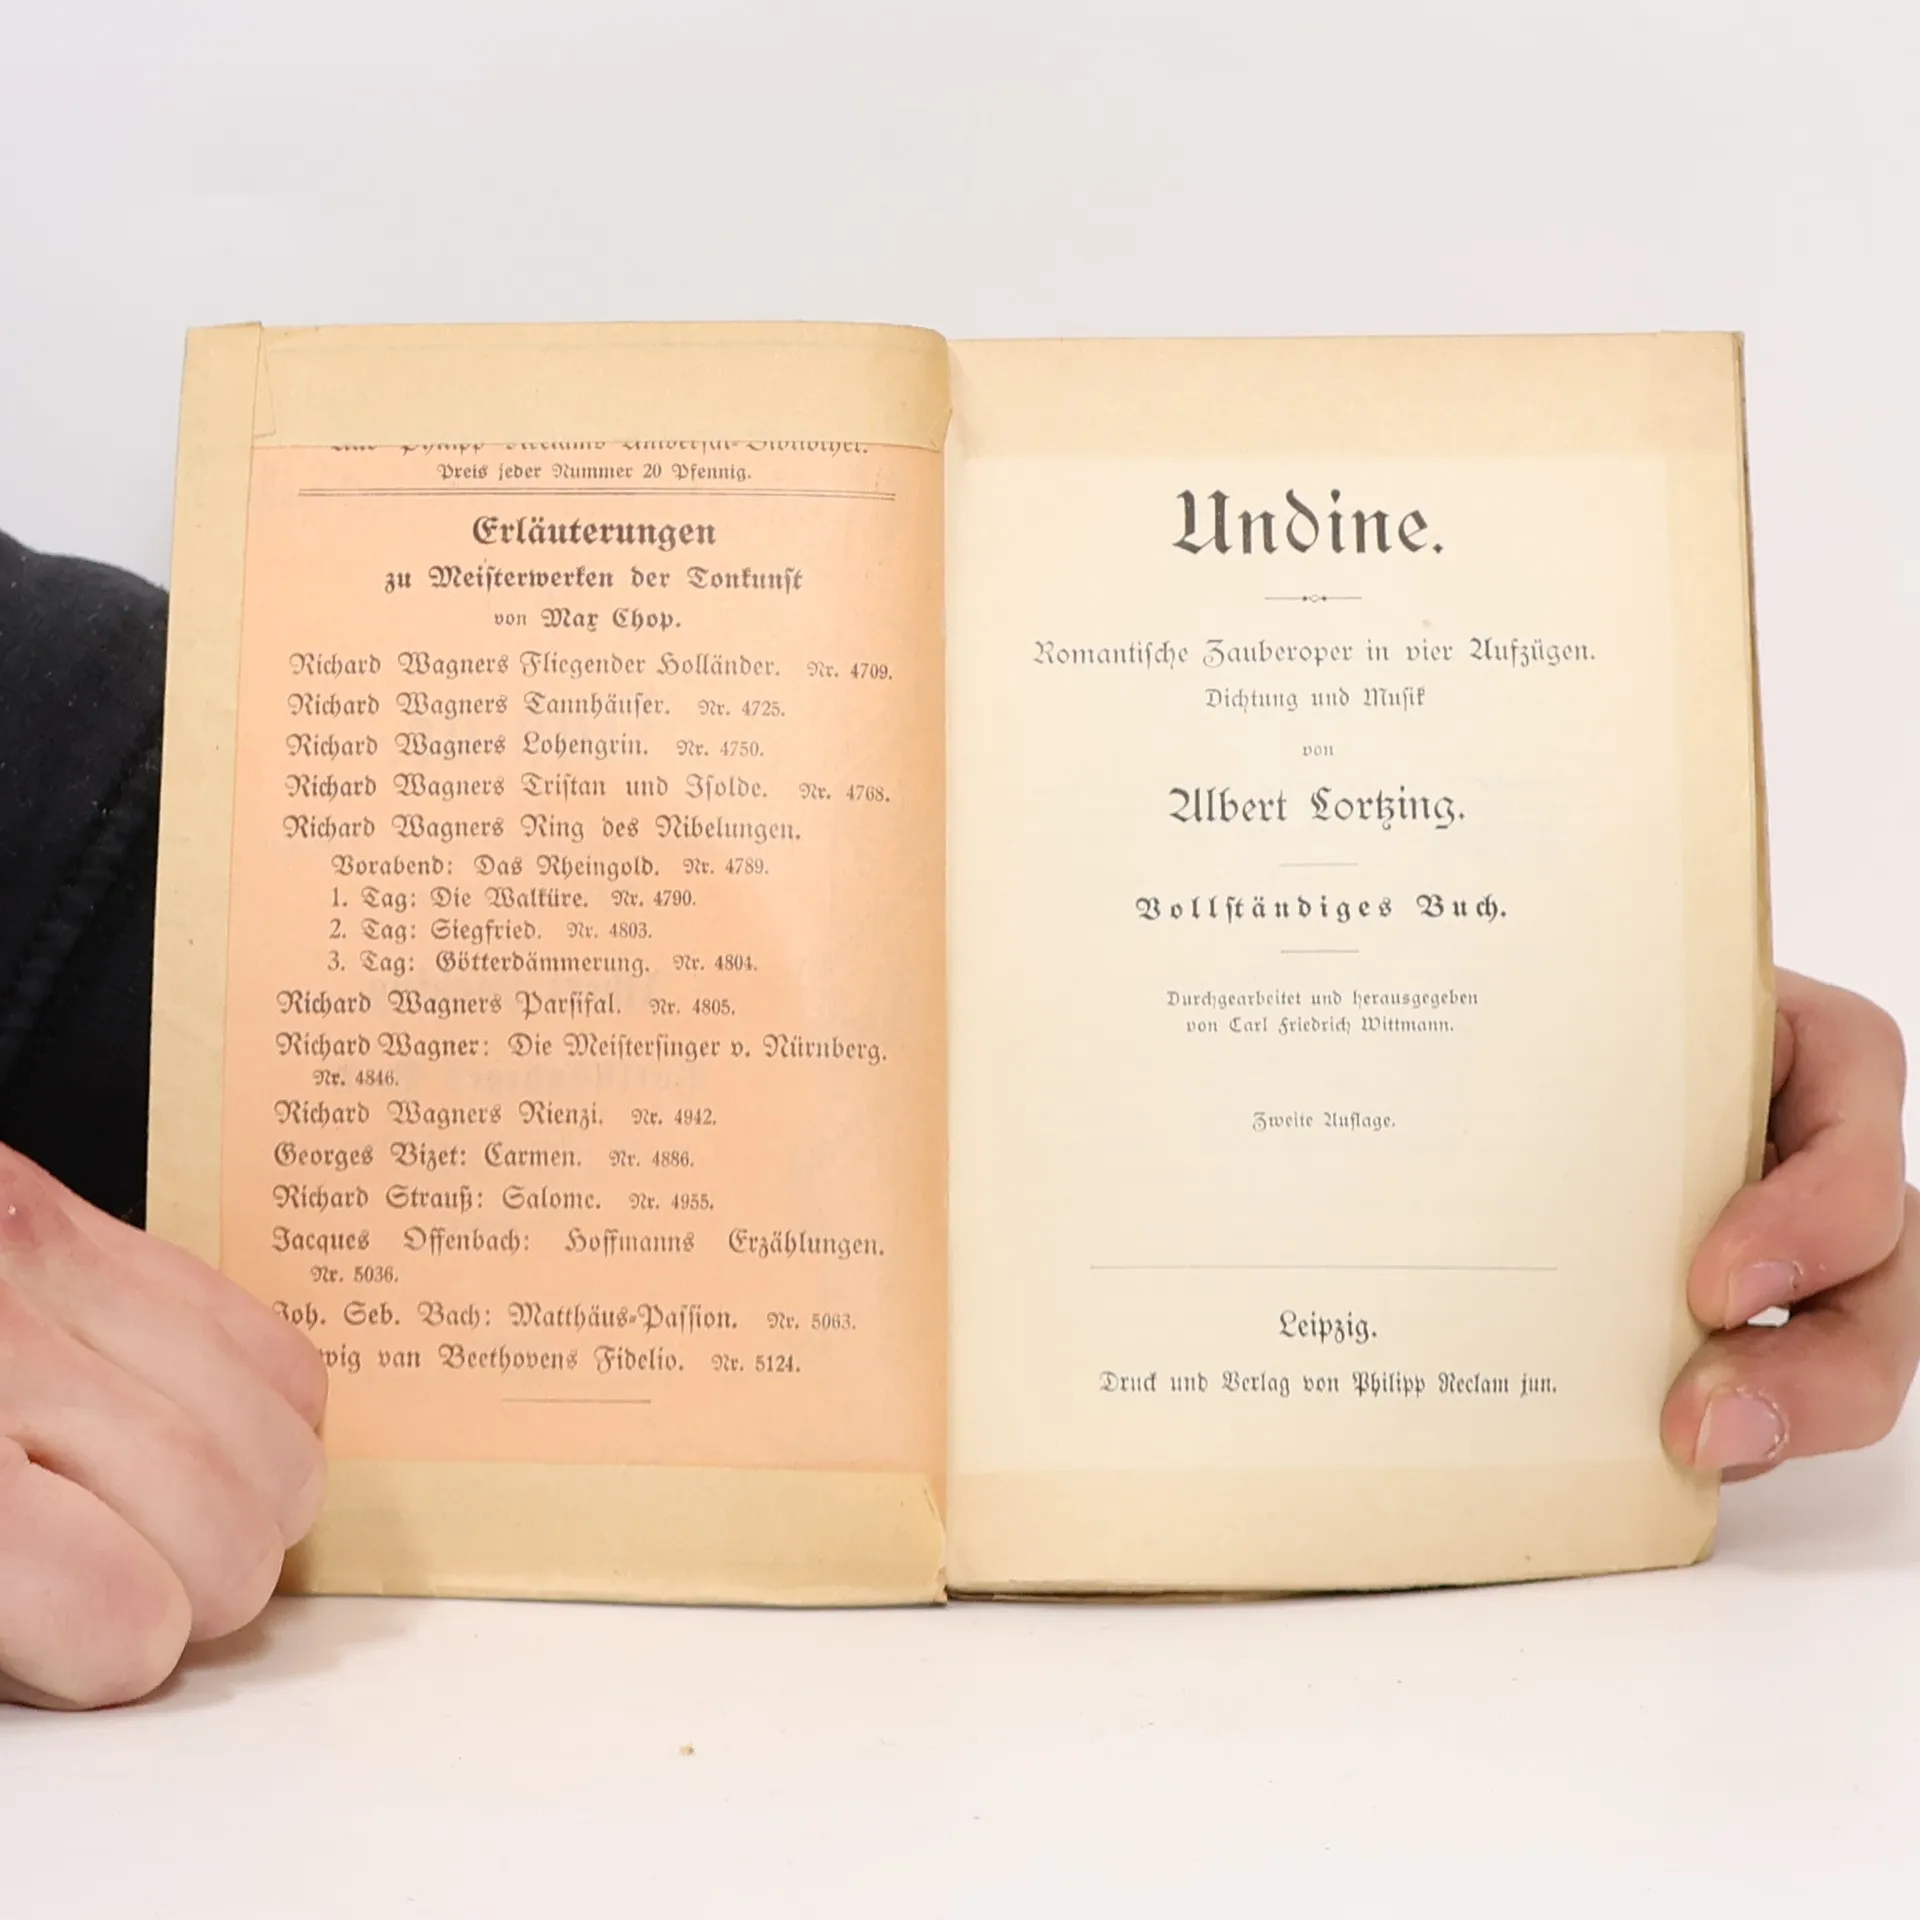 Philipp Reclams Universal-Bibliothek.
Preis jeder Nummer 20 Pfennig.
Erläuterungen
zu Meiſterwerken der Tonkunſt
von Max Chop.
Richard Wagners Fliegender Holländer. Nr. 4709.
Richard Wagners Tannhäuſer. Nr. 4725.
Richard Wagners Lohengrin. Nr. 4750.
Richard Wagners Triſtan und Iſolde. Nr. 4768.
Richard Wagners Ring des Nibelungen.
Vorabend: Das Rheingold. Nr. 4789.
1. Tag: Die Walküre. Nr. 4790.
2. Tag: Siegfried. Nr. 4803.
3. Tag: Götterdämmerung. Nr. 4804.
Richard Wagners Parſifal. Nr. 4805.
Richard Wagner: Die Meiſterſinger v. Nürnberg.
Nr. 4846.
Richard Wagners Rienzi. Nr. 4942.
Georges Bizet: Carmen. Nr. 4886.
Richard Strauß: Salome. Nr. 4955.
Jacques Offenbach: Hoffmanns Erzählungen.
Nr. 5036.
Joh. Seb. Bach: Matthäus-Paſſion. Nr. 5063.
wig van Beethovens Fidelio. Nr. 5124.
Undine.
Romantiſche Zauberoper in vier Aufzügen.
Dichtung und Muſik
von
Albert Lortzing.
Vollſtändiges Buch.
Durchgearbeitet und herausgegeben
von Carl Friedrich Wittmann.
Zweite Auflage.
Leipzig.
Druck und Verlag von Philipp Reclam jun.